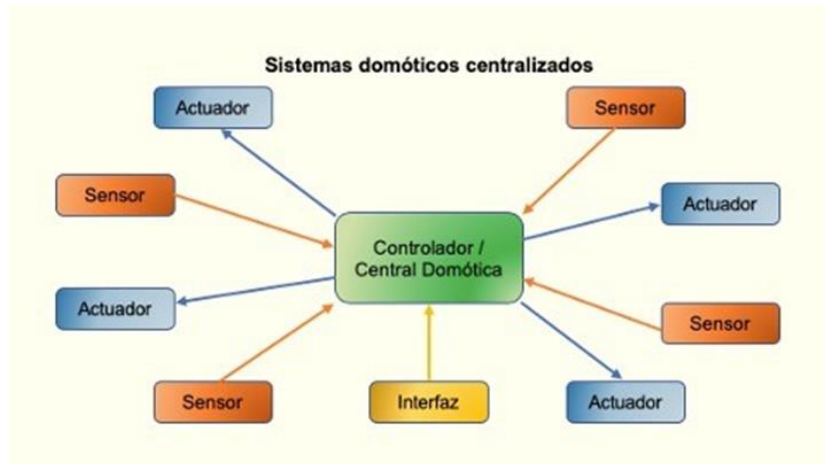 Sistemas domóticos centralizados
Actuador
Sensor
Sensor
Actuador
Controlador /
Central Domótica
Actuador
Sensor
Sensor
Interfaz
Actuador